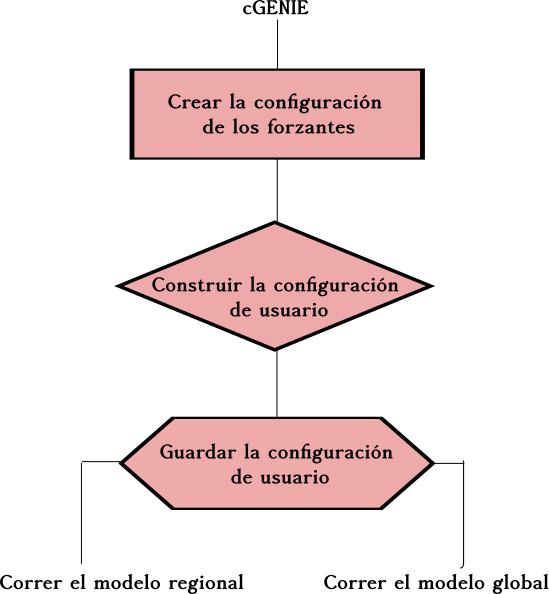 cGENIE
Crear la configuración
de los forzantes
Construir la configuración
de usuario
Guardar la configuración
de usuario
Correr el modelo regional
Correr el modelo global